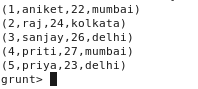 (1,aniket,22,mumbai)
(2,raj,24,kolkata)
(3,sanjay,26,delhi)
(4,priti,27,mumbai)
(5,priya,23,delhi)
grunt>